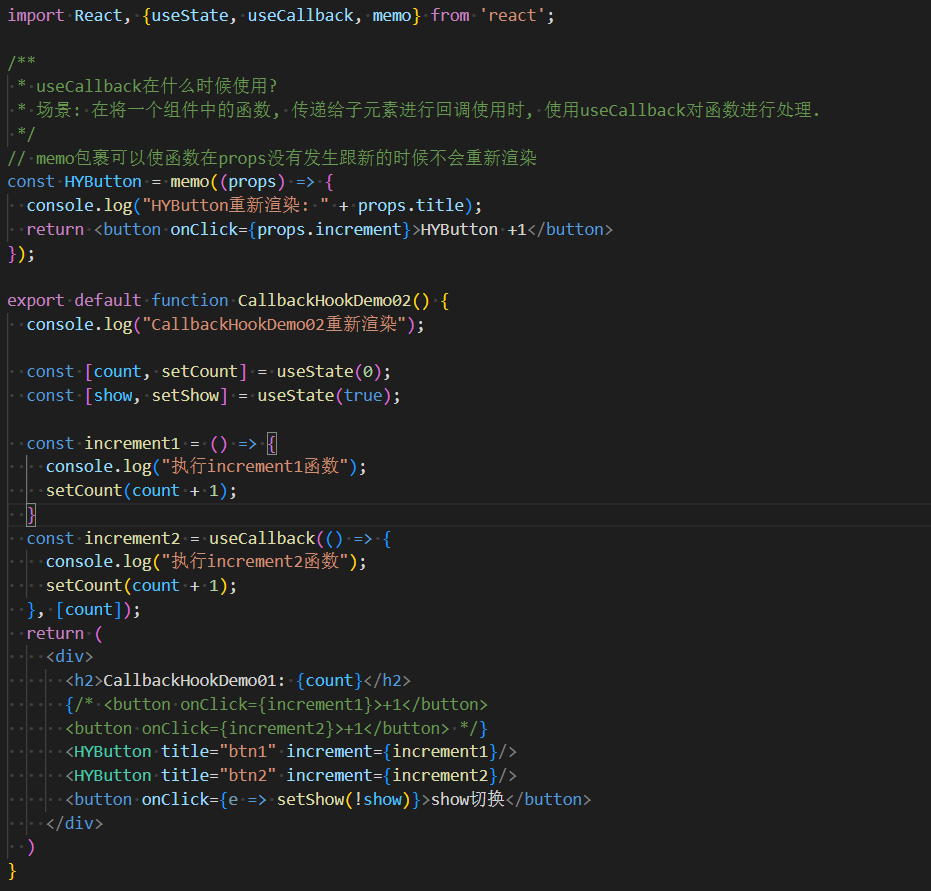 import React, {useState, useCallback, memo} from 'react';
/**
 * useCallback在什么时候使用?
 * 场景: 在将一个组件中的函数, 传递给子元素进行回调使用时, 使用useCallback对函数进行处理.
 */
// memo包裹可以使函数在props没有发生跟新的时候不会重新渲染
const HYButton = memo((props) => {
  console.log("HYButton重新渲染: " + props.title);
  return <button onClick={props.increment}>HYButton +1</button>
});
export default function CallbackHookDemo02() {
  console.log("CallbackHookDemo02重新渲染");
  const [count, setCount] = useState(0);
  const [show, setShow] = useState(true);
  const increment1 = () => {
    console.log("执行increment1函数");
    setCount(count + 1);
  }
  const increment2 = useCallback(() => {
    console.log("执行increment2函数");
    setCount(count + 1);
  }, [count]);
  return (
    <div>
      <h2>CallbackHookDemo01: {count}</h2>
      {/* <button onClick={increment1}>+1</button>
      <button onClick={increment2}>+1</button> */}
      <HYButton title="btn1" increment={increment1}/>
      <HYButton title="btn2" increment={increment2}/>
      <button onClick={e => setShow(!show)}>show切换</button>
    </div>
  )
}